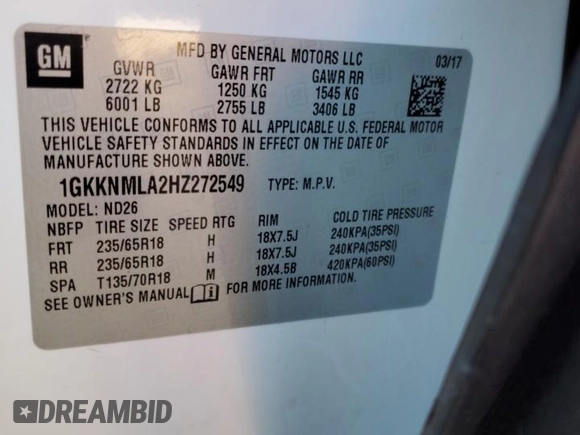 GM
MFD BY GENERAL MOTORS LLC 03/17
GVWR GAWR FRT GAWR RR
2722 KG 1250 KG 1545 KG
6001 LB 2755 LB 3406 LB
THIS VEHICLE CONFORMS TO ALL APPLICABLE U.S. FEDERAL MOTOR
VEHICLE SAFETY STANDARDS IN EFFECT ON THE DATE OF
MANUFACTURE SHOWN ABOVE.
1GKKNMLA2HZ272549 TYPE: M.P.V.
MODEL: ND26
NBFP TIRE SIZE SPEED RTG RIM COLD TIRE PRESSURE
FRT 235/65R18 H 18X7.5J 240KPA(35PSI)
RR 235/65R18 H 18X7.5J 240KPA(35PSI)
SPA T135/70R18 M 18X4.5B 420KPA(60PSI)
SEE OWNER'S MANUAL FOR MORE INFORMATION.
DREAMBID